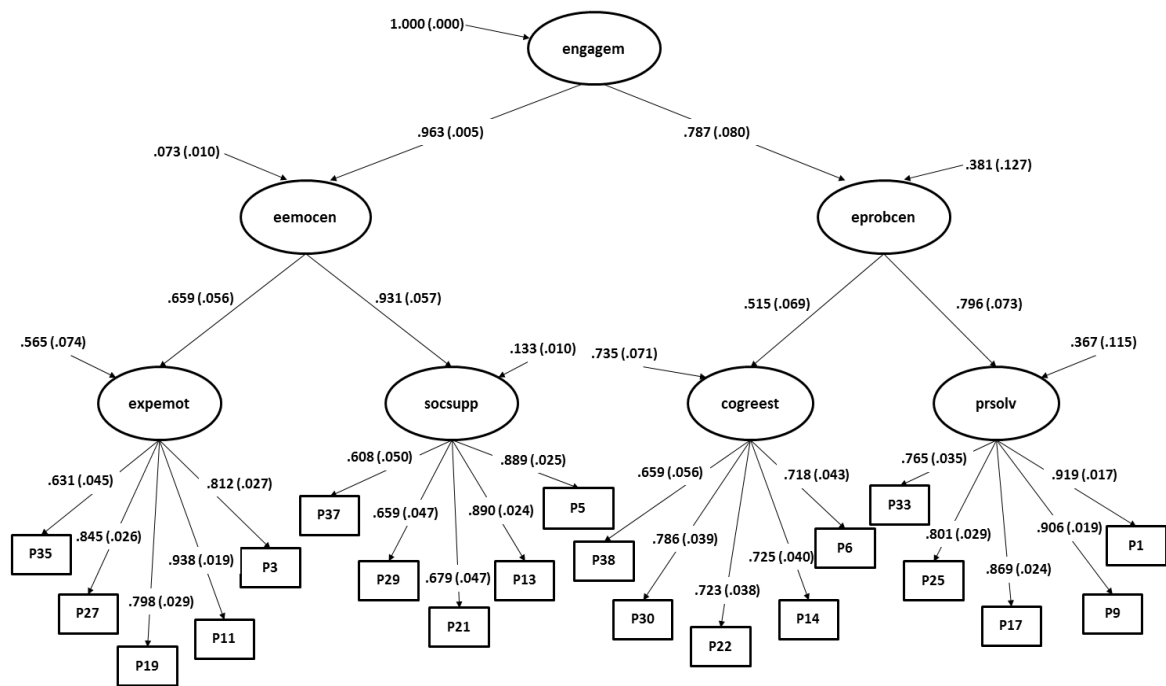 1.000 (.000)
engagem
.963 (.005)
.787 (.080)
.073 (.010)
.381 (.127)
eemocen
eprobcen
.659 (.056)
.931 (.057)
.515 (.069)
.796 (.073)
.565 (.074)
.133 (.010)
.735 (.071)
.367 (.115)
expemot
socsupp
cogreest
prsolv
.631 (.045)
.812 (.027)
.608 (.050)
.889 (.025)
.659 (.056)
.718 (.043)
.765 (.035)
.919 (.017)
.845 (.026)
.938 (.019)
.798 (.029)
.659 (.047)
.890 (.024)
.679 (.047)
.786 (.039)
.725 (.040)
.723 (.038)
.801 (.029)
.906 (.019)
.869 (.024)
P35
P27
P19
P11
P3
P37
P29
P21
P13
P5
P38
P30
P22
P14
P6
P33
P25
P17
P9
P1